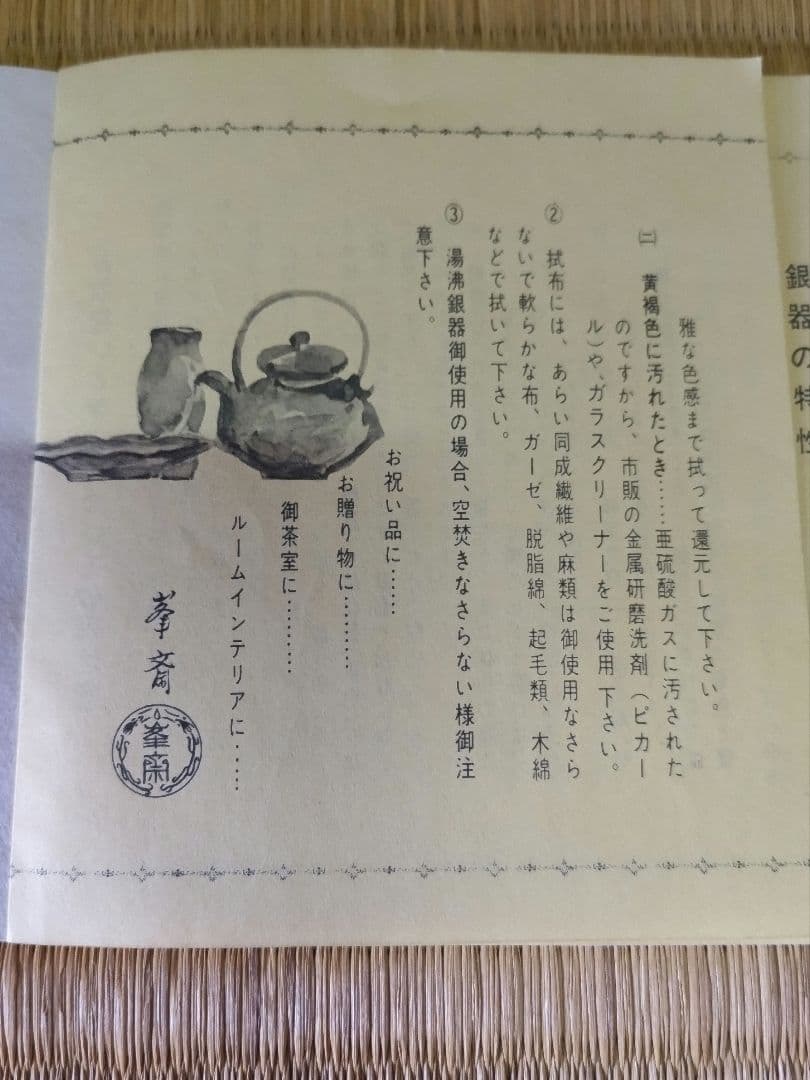 銀器の特性
雅な色感まで拭って還元して下さい。
㈡ 黄褐色に汚れたとき……亜硫酸ガスに汚された
のですから、市販の金属研磨洗剤（ピカー
ル）や、ガラスクリーナーをご使用下さい。
② 拭布には、あらい同成繊維や麻類は御使用なさら
ないで軟らかな布、ガーゼ、脱脂綿、起毛類、木綿
などで拭いて下さい。
③ 湯沸銀器御使用の場合、空焚きなさらない様御注
意下さい。
お祝い品に……
お贈り物に………
御茶室に………
ルームインテリアに……
峯斎
峯斎